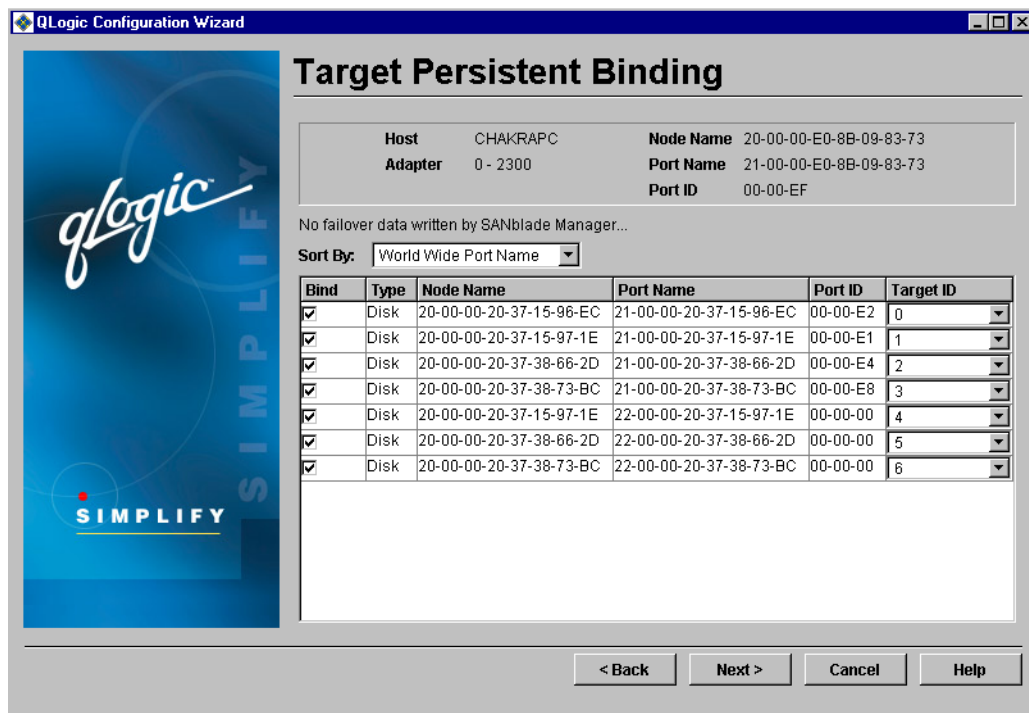 QLogic Configuration Wizard
Target Persistent Binding
Host CHAKRAPC Node Name 20-00-00-E0-8B-09-83-73
Adapter 0 - 2300 Port Name 21-00-00-E0-8B-09-83-73
Port ID 00-00-EF
No failover data written by SANblade Manager...
Sort By: World Wide Port Name
Bind Type Node Name Port Name Port ID Target ID
Disk 20-00-00-20-37-15-96-EC 21-00-00-20-37-15-96-EC 00-00-E2 0
Disk 20-00-00-20-37-15-97-1E 21-00-00-20-37-15-97-1E 00-00-E1 1
Disk 20-00-00-20-37-38-66-2D 21-00-00-20-37-38-66-2D 00-00-E4 2
Disk 20-00-00-20-37-38-73-BC 21-00-00-20-37-38-73-BC 00-00-E8 3
Disk 20-00-00-20-37-15-97-1E 22-00-00-20-37-15-97-1E 00-00-00 4
Disk 20-00-00-20-37-38-66-2D 22-00-00-20-37-38-66-2D 00-00-00 5
Disk 20-00-00-20-37-38-73-BC 22-00-00-20-37-38-73-BC 00-00-00 6
qlogic™
SIMPLIFY
SIMPLIFY
< Back Next > Cancel Help